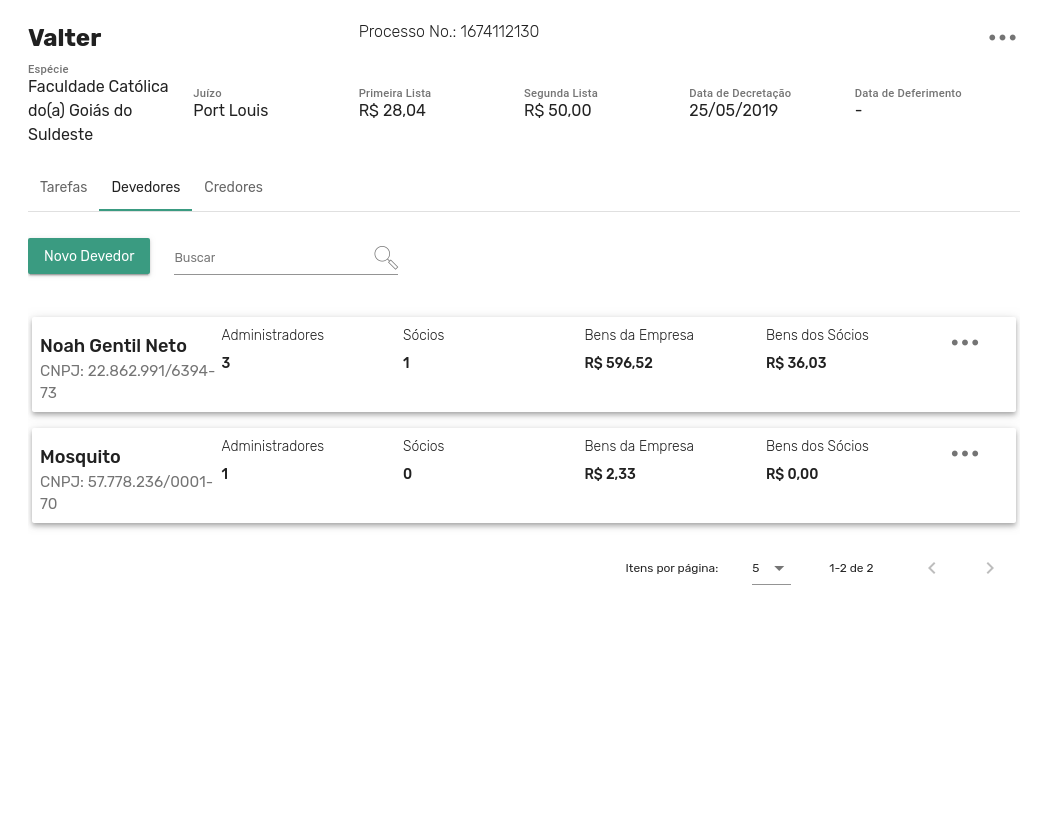 Valter
Processo No.: 1674112130
Espécie
Faculdade Católica
do(a) Goiás do
Suldeste
Juízo
Port Louis
Primeira Lista
R$ 28,04
Segunda Lista
R$ 50,00
Data de Decretação
25/05/2019
Data de Deferimento
-
Tarefas
Devedores
Credores
Novo Devedor
Buscar
Noah Gentil Neto
CNPJ: 22.862.991/6394-
73
Administradores
3
Sócios
1
Bens da Empresa
R$ 596,52
Bens dos Sócios
R$ 36,03
Mosquito
CNPJ: 57.778.236/0001-
70
Administradores
1
Sócios
0
Bens da Empresa
R$ 2,33
Bens dos Sócios
R$ 0,00
Itens por página:
5
1-2 de 2